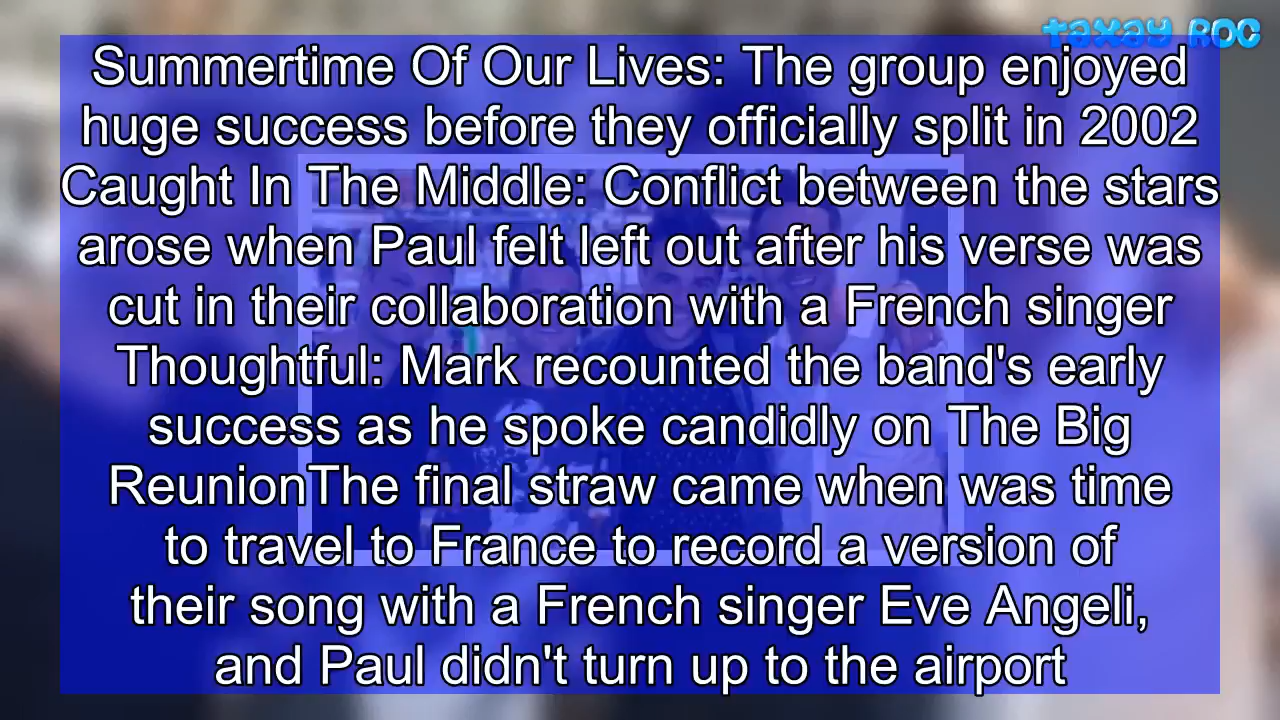 taxay ROC
Summertime Of Our Lives: The group enjoyed
huge success before they officially split in 2002
Caught In The Middle: Conflict between the stars
arose when Paul felt left out after his verse was
cut in their collaboration with a French singer
Thoughtful: Mark recounted the band's early
success as he spoke candidly on The Big
ReunionThe final straw came when was time
to travel to France to record a version of
their song with a French singer Eve Angeli,
and Paul didn't turn up to the airport